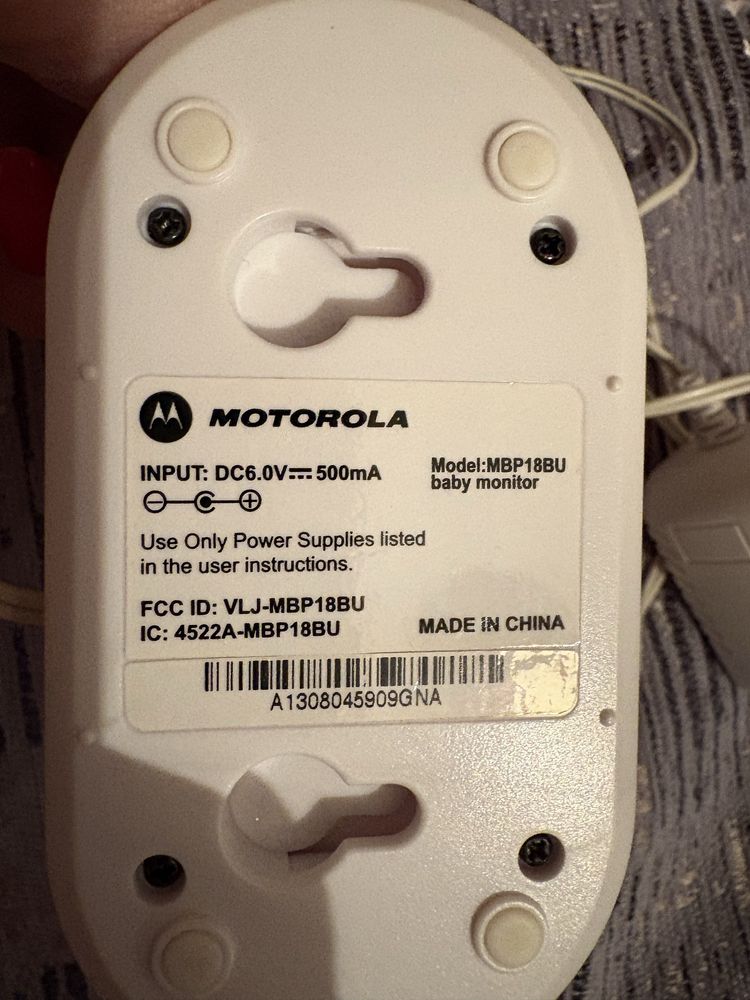 MOTOROLA
INPUT: DC6.0V⎓500mA
Model:MBP18BU
baby monitor
Use Only Power Supplies listed
in the user instructions.
FCC ID: VLJ-MBP18BU
IC: 4522A-MBP18BU
MADE IN CHINA
A1308045909GNA